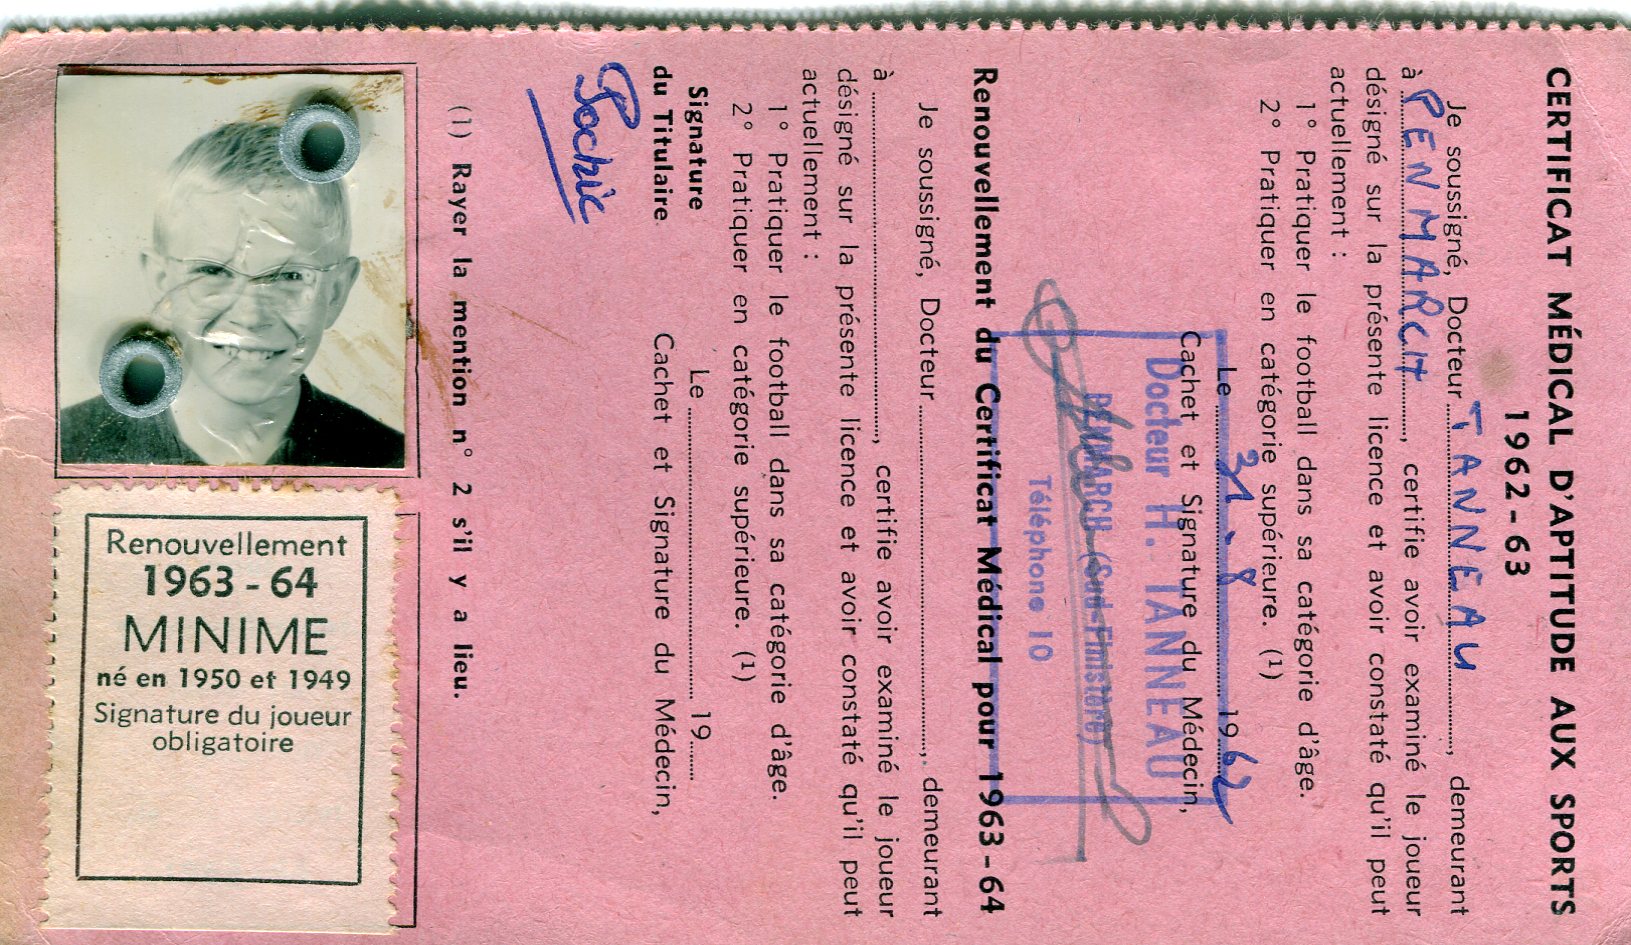 CERTIFICAT MÉDICAL D'APTITUDE AUX SPORTS
1962-63
Je soussigné, Docteur TANNEAU, demeurant
à PENMARCH, certifie avoir examiné le joueur
désigné sur la présente licence et avoir constaté qu'il peut
actuellement :
1° Pratiquer le football dans sa catégorie d'âge.
2° Pratiquer en catégorie supérieure. (1)
Le 31.8 1962
Cachet et Signature du Médecin,
Docteur H. TANNEAU
PENMARCH (Sud-Finistère)
Téléphone 10
Renouvellement du Certificat Médical pour 1963-64
Je soussigné, Docteur, demeurant
à, certifie avoir examiné le joueur
désigné sur la présente licence et avoir constaté qu'il peut
actuellement :
1° Pratiquer le football dans sa catégorie d'âge.
2° Pratiquer en catégorie supérieure. (1)
Le 19
Signature
du Titulaire
Cachet et Signature du Médecin,
(1) Rayer la mention n° 2 s'il y a lieu.
Renouvellement
1963-64
MINIME
né en 1950 et 1949
Signature du joueur
obligatoire